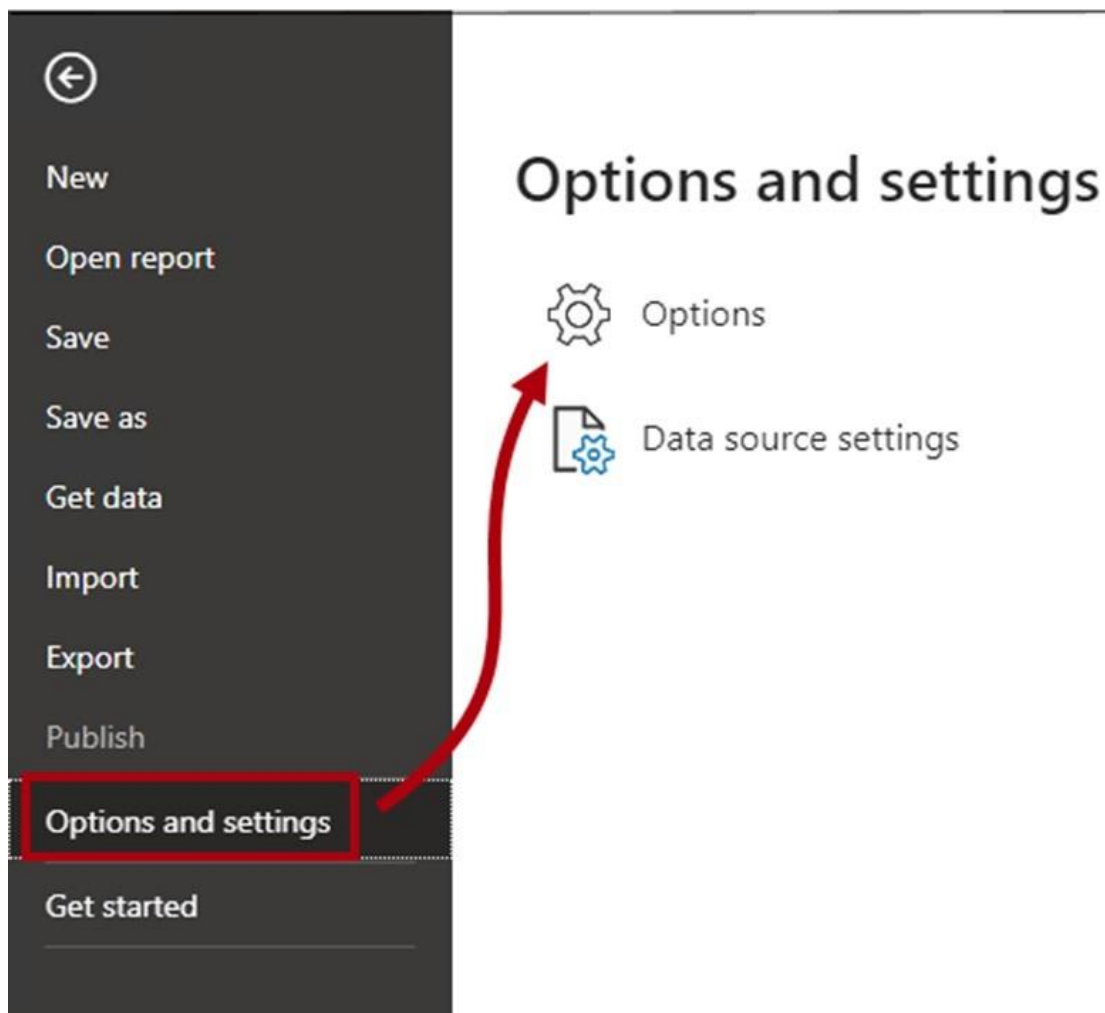 New
Open report
Save
Save as
Get data
Import
Export
Publish
Options and settings
Get started
Options and settings
Options
Data source settings